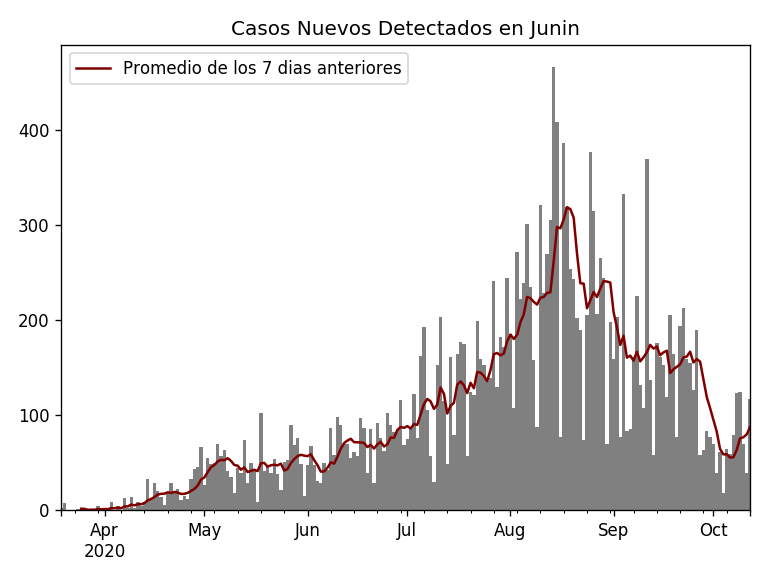 Casos Nuevos Detectados en Junin
Promedio de los 7 dias anteriores
400
300
200
100
0
Apr May Jun Jul Aug Sep Oct
2020